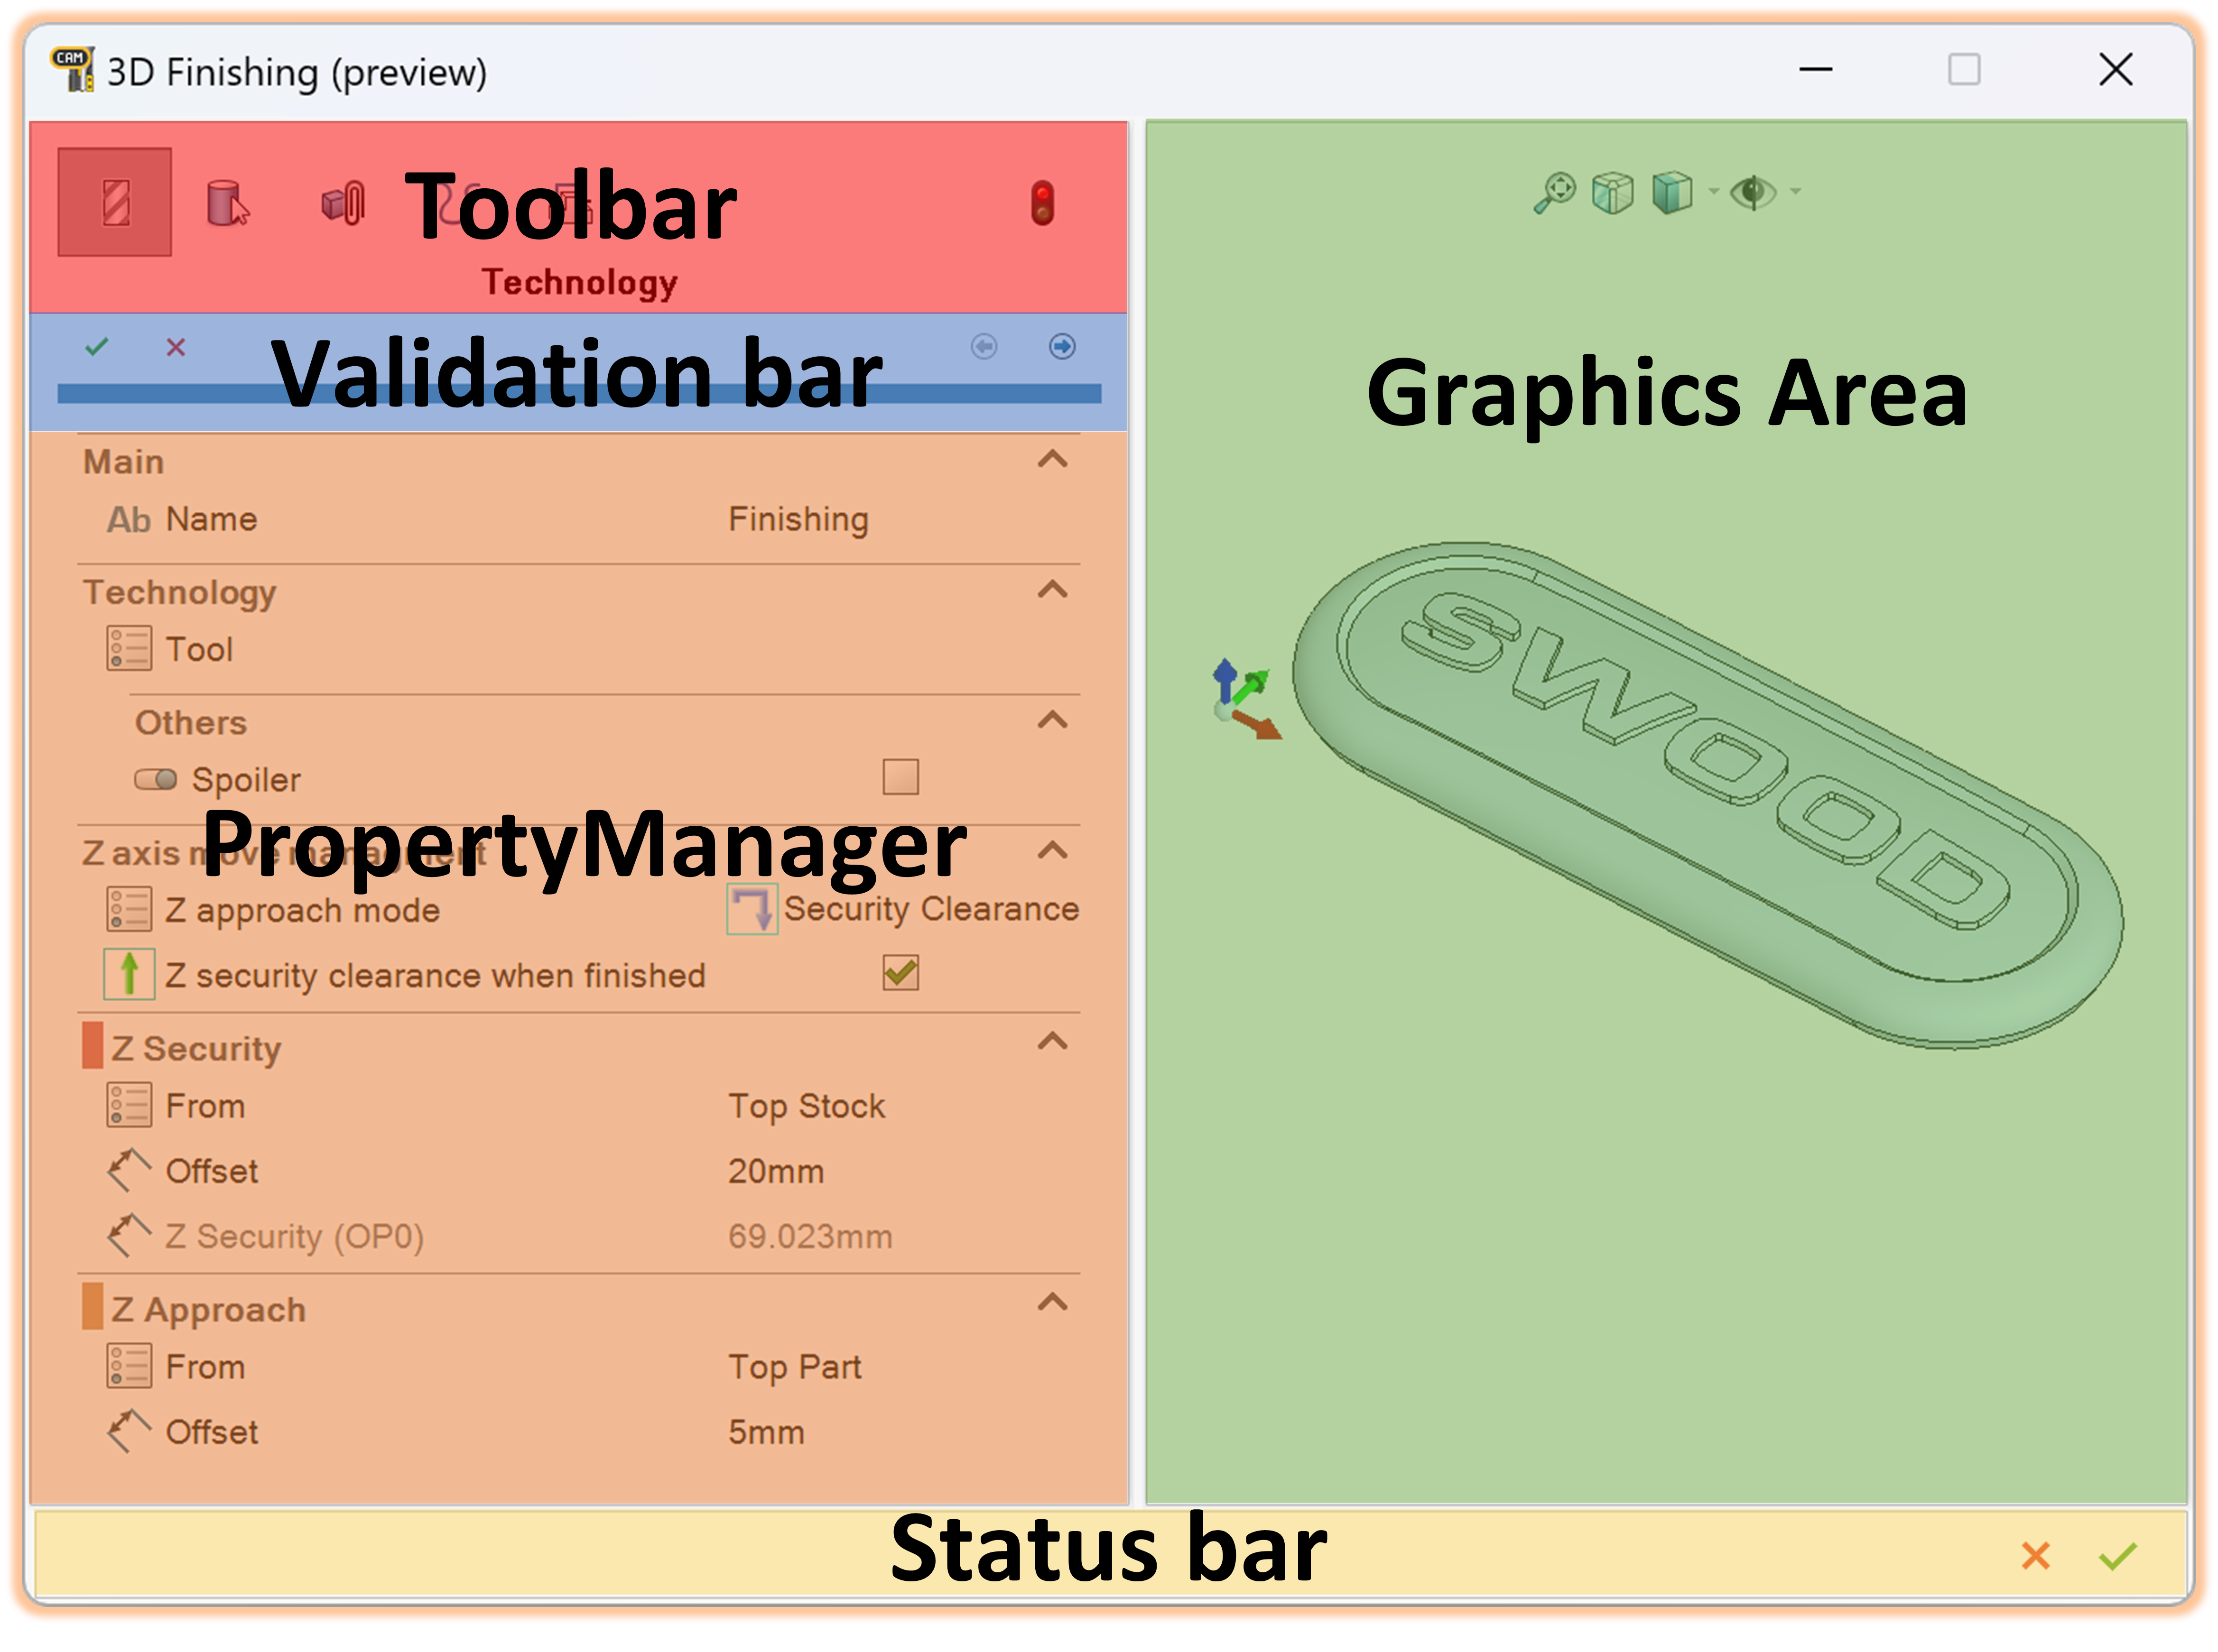 CAM
3D Finishing (preview)
Toolbar
Technology
Validation bar
Main
Ab Name Finishing
Technology
Tool
Others
Spoiler
PropertyManager
Z axis move managment
Z approach mode Security Clearance
Z security clearance when finished
Z Security
From Top Stock
Offset 20mm
Z Security (OP0) 69.023mm
Z Approach
From Top Part
Offset 5mm
Graphics Area
SWOOD
Status bar